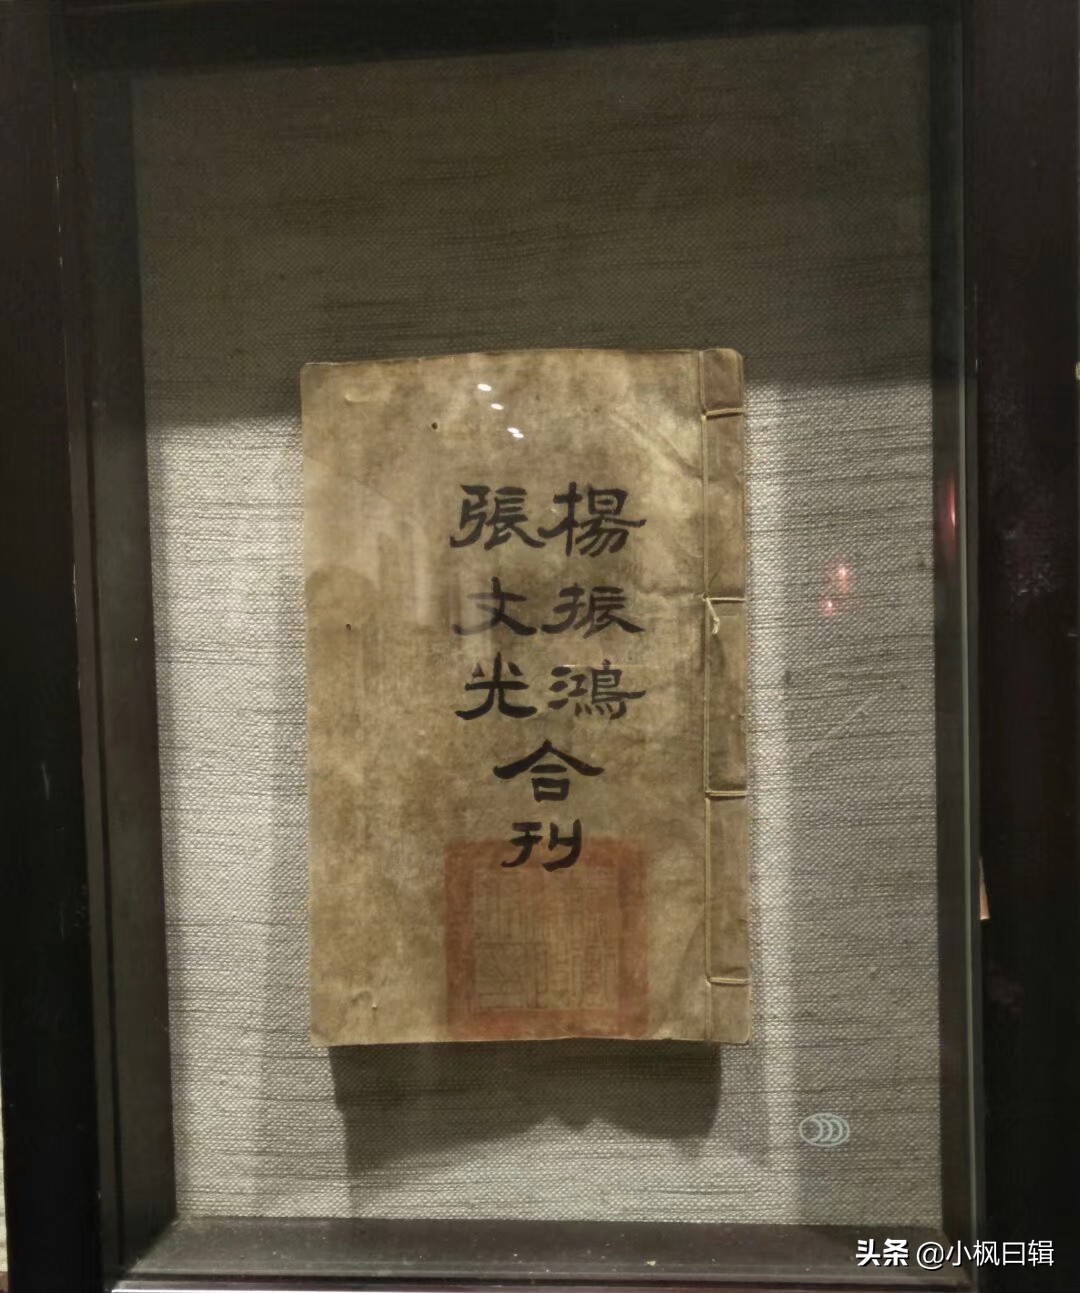 楊振鴻
張文光
合刊
头条 @小枫曰辑